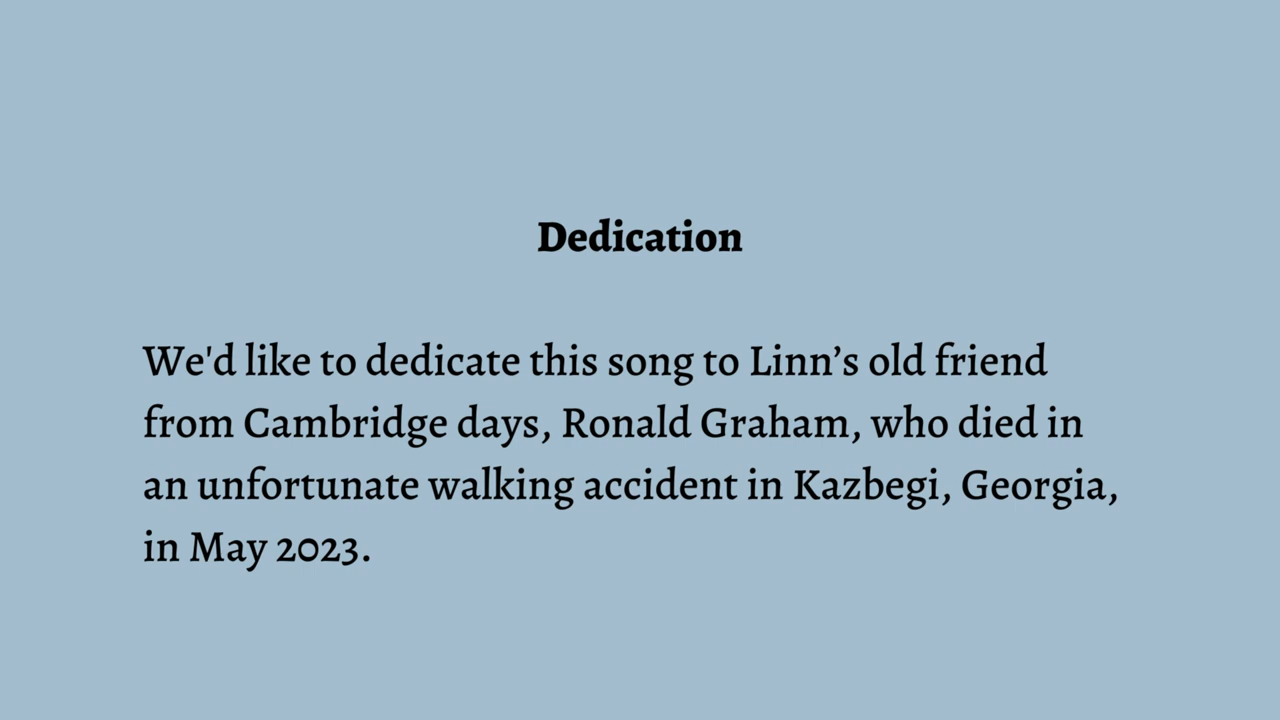 Dedication
We'd like to dedicate this song to Linn’s old friend
from Cambridge days, Ronald Graham, who died in
an unfortunate walking accident in Kazbegi, Georgia,
in May 2023.